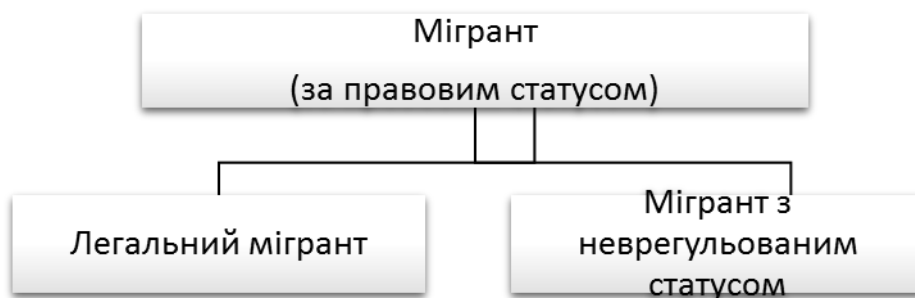 Мігрант
(за правовим статусом)
Легальний мігрант
Мігрант з
неврегульованим
статусом